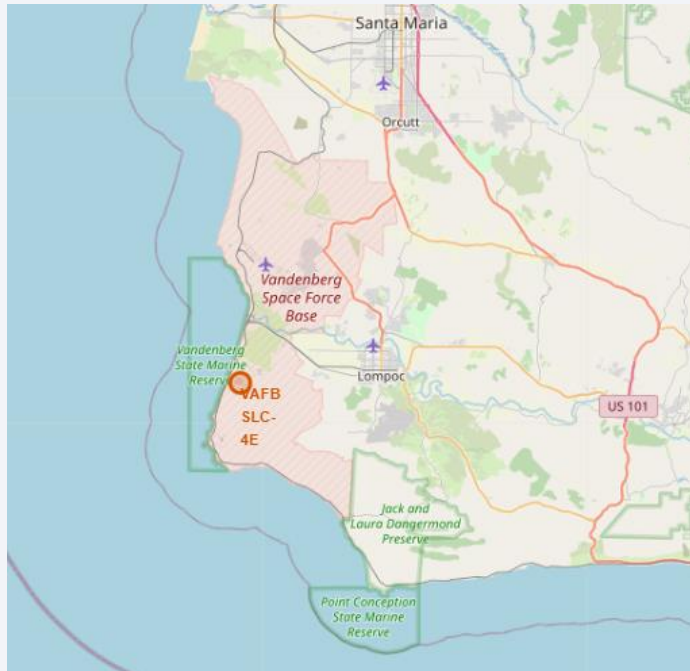 Santa Maria
Orcutt
Vandenberg
Space Force
Base
Vandenberg
State Marine
Reserve
VAFB
SLC-
4E
Lompoc
US 101
Jack and
Laura Dangermond
Preserve
Point Conception
State Marine
Reserve